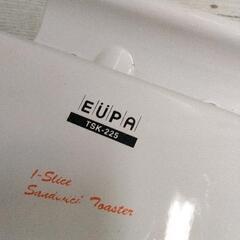 EUPA
TSK-225
1-Slice
Sandwich Toaster